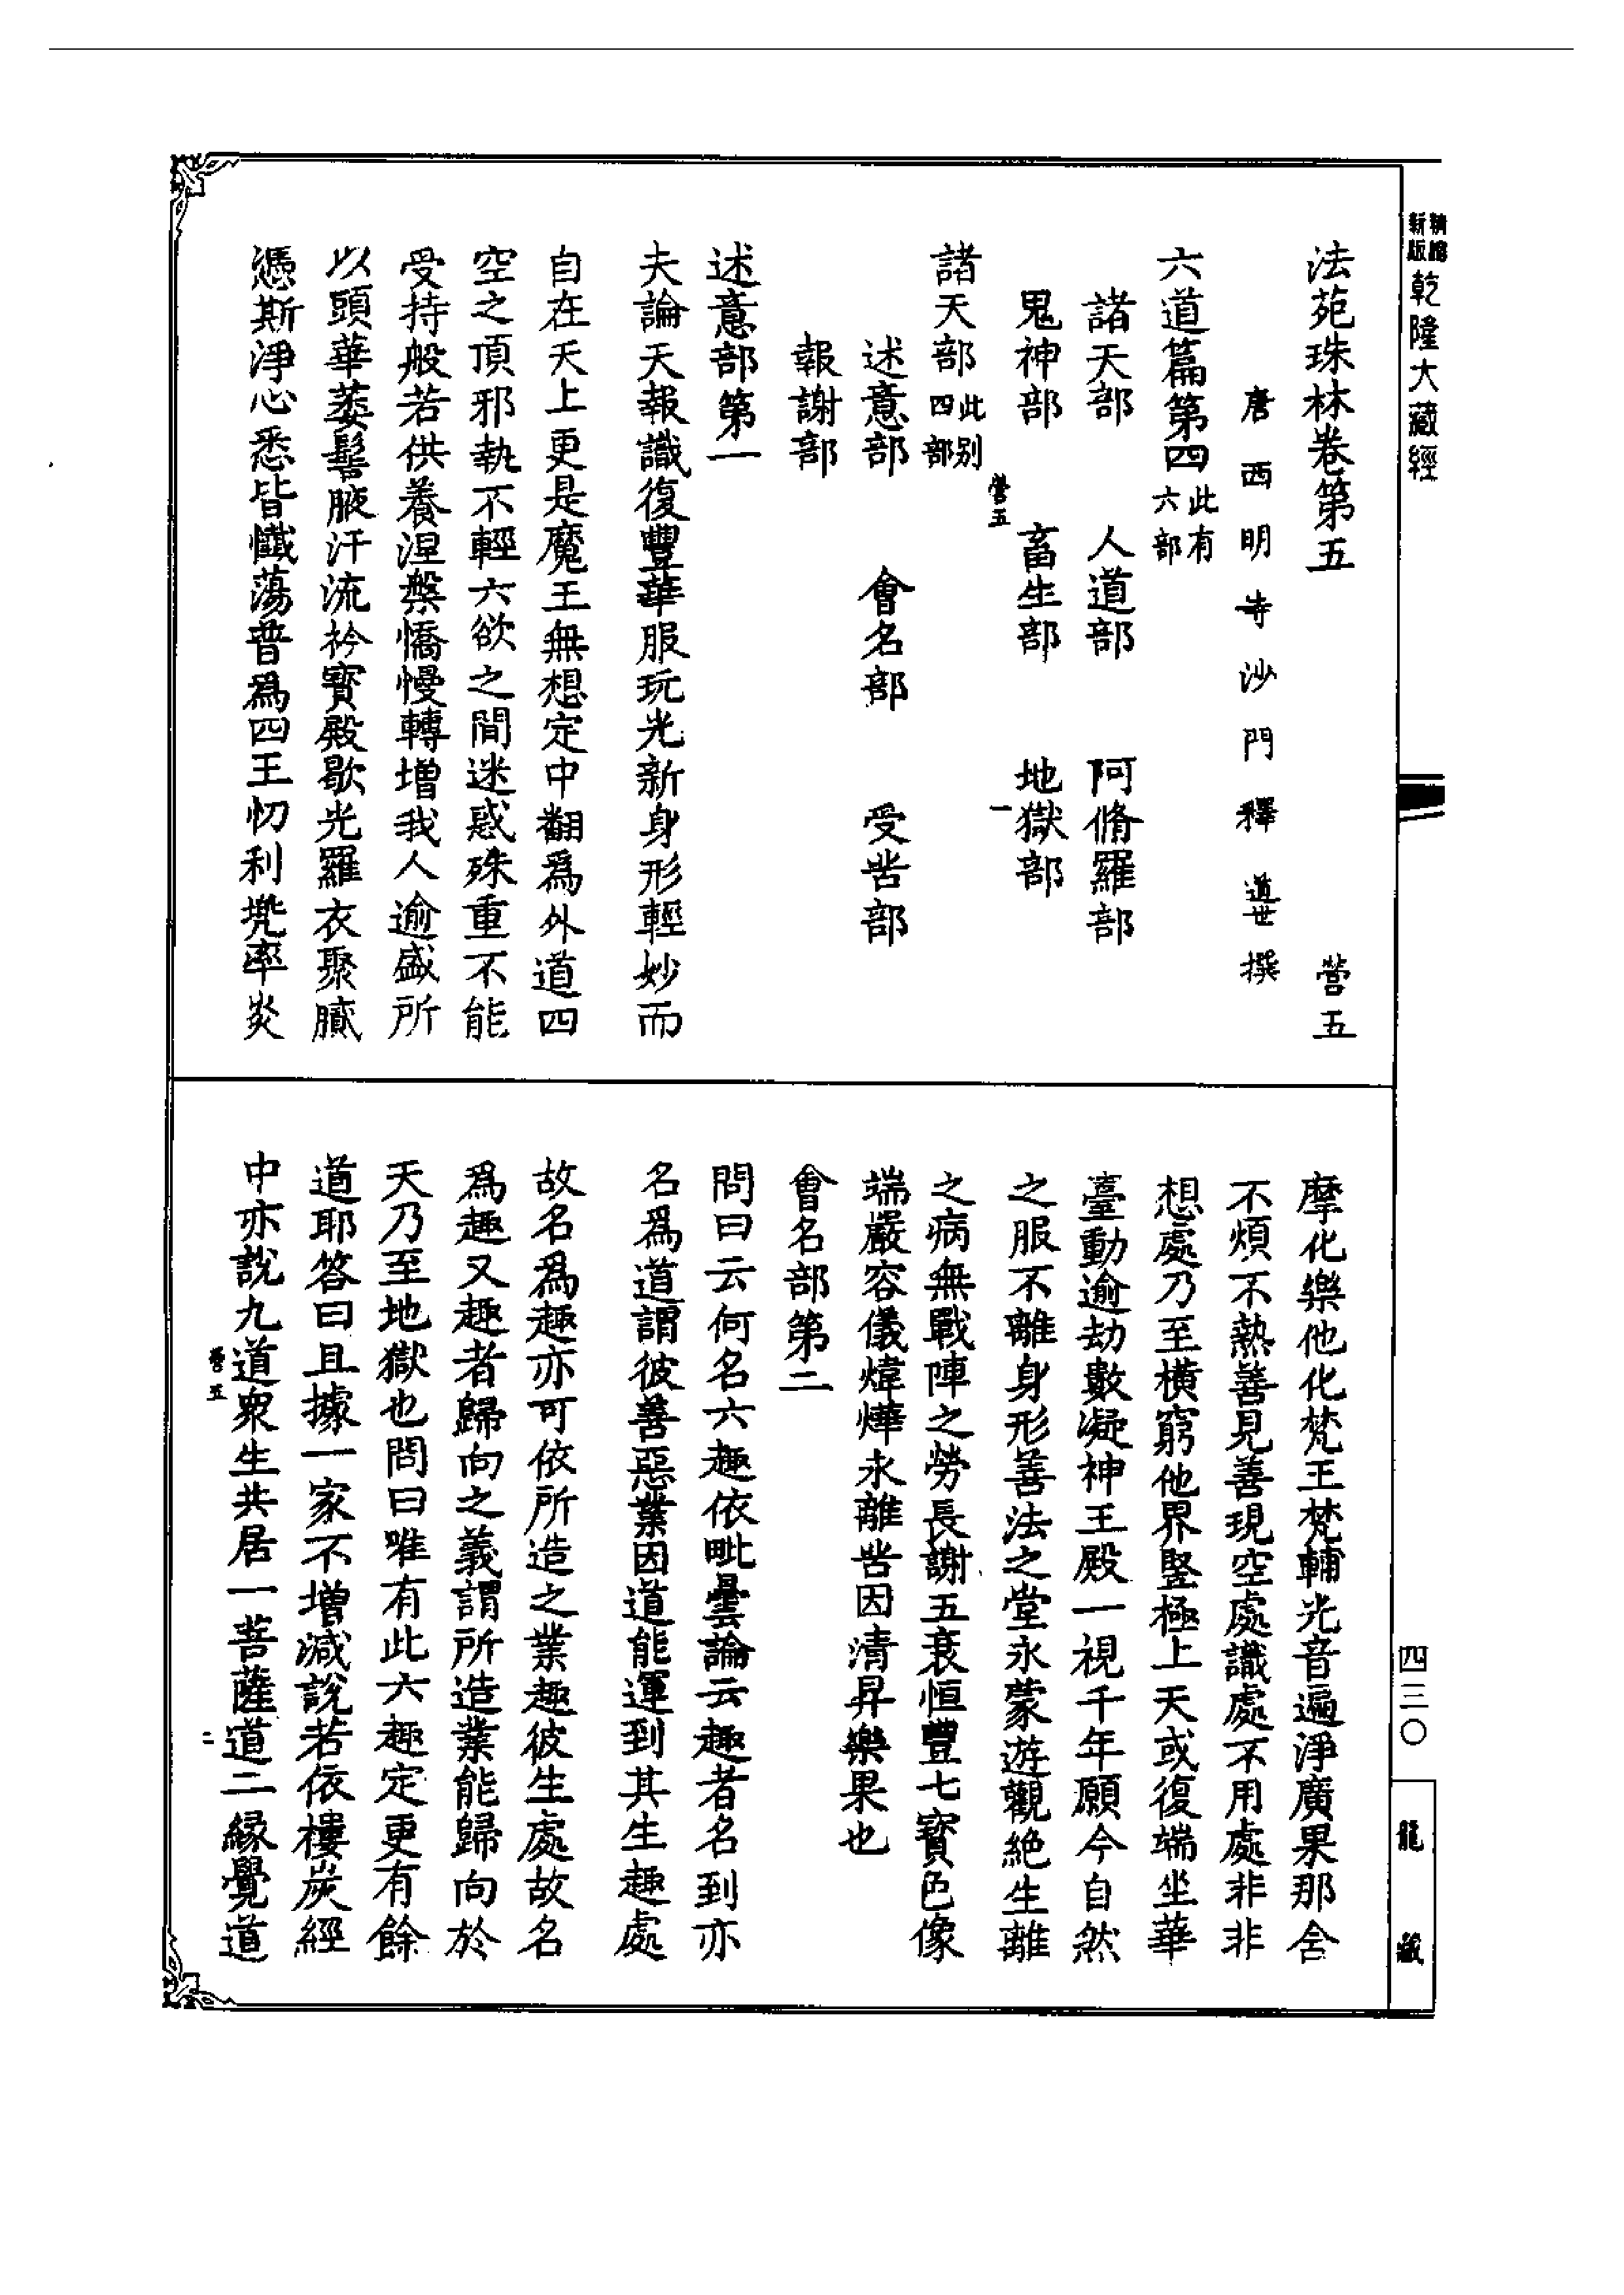 新版
精縮
乾隆大藏經
法苑珠林卷第五 營五
唐西明寺沙門釋道世撰
六道篇第四此有六部
諸天部 人道部 阿脩羅部
鬼神部 畜生部 地獄部
營五 一
諸天部此别四部
述意部 會名部 受苦部
報謝部
述意部第一
夫論天報識復豐華服玩光新身形輕妙而
自在天上更是魔王無想定中翻爲外道四
空之頂邪執不輕六欲之間迷惑殊重不能
受持般若供養涅槃憍慢轉增我人逾盛所
以頭華萎髻腋汗流衿寳殿歇光羅衣聚膩
憑斯淨心悉皆懺蕩普爲四王忉利兠率炎
摩化樂他化梵王梵輔光音遍淨廣果那舍
不煩不熱善見善現空處識處不用處非非
想處乃至横窮他界竪極上天或復端坐華
臺動逾劫數凝神王殿一視千年願今自然
之服不離身形善法之堂永蒙遊觀絶生離
之病無戰陣之勞長謝五衰恒豐七寳色像
端嚴容儀煒燁永離苦因清昇樂果也
會名部第二
問曰云何名六趣依毗曇論云趣者名到亦
名爲道謂彼善惡業因道能運到其生趣處
故名爲趣亦可依所造之業趣彼生處故名
爲趣又趣者歸向之義謂所造業能歸向於
天乃至地獄也問曰唯有此六趣定更有餘
道耶答曰且據一家不增減說若依樓炭經
中亦說九道衆生共居一菩薩道二緣覺道
營五 二
四三〇
龍藏